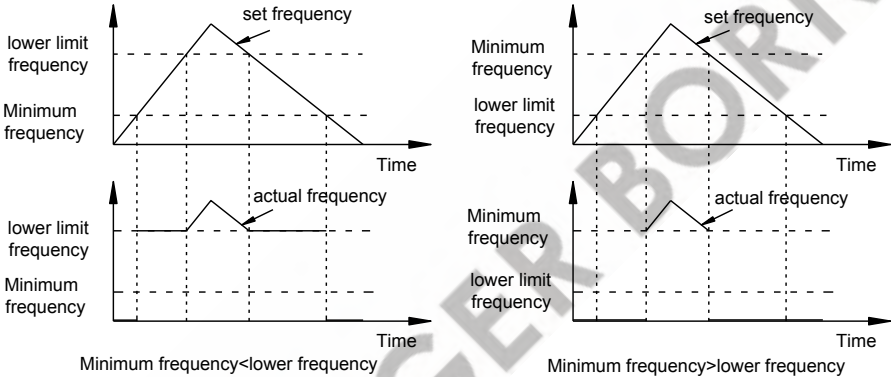 set frequency
lower limit
frequency
Minimum
frequency
Time
actual frequency
lower limit
frequency
Minimum
frequency
Time
Minimum frequency<lower frequency
set frequency
Minimum
frequency
lower limit
frequency
Time
actual frequency
Minimum
frequency
lower limit
frequency
Time
Minimum frequency>lower frequency
GER BORN